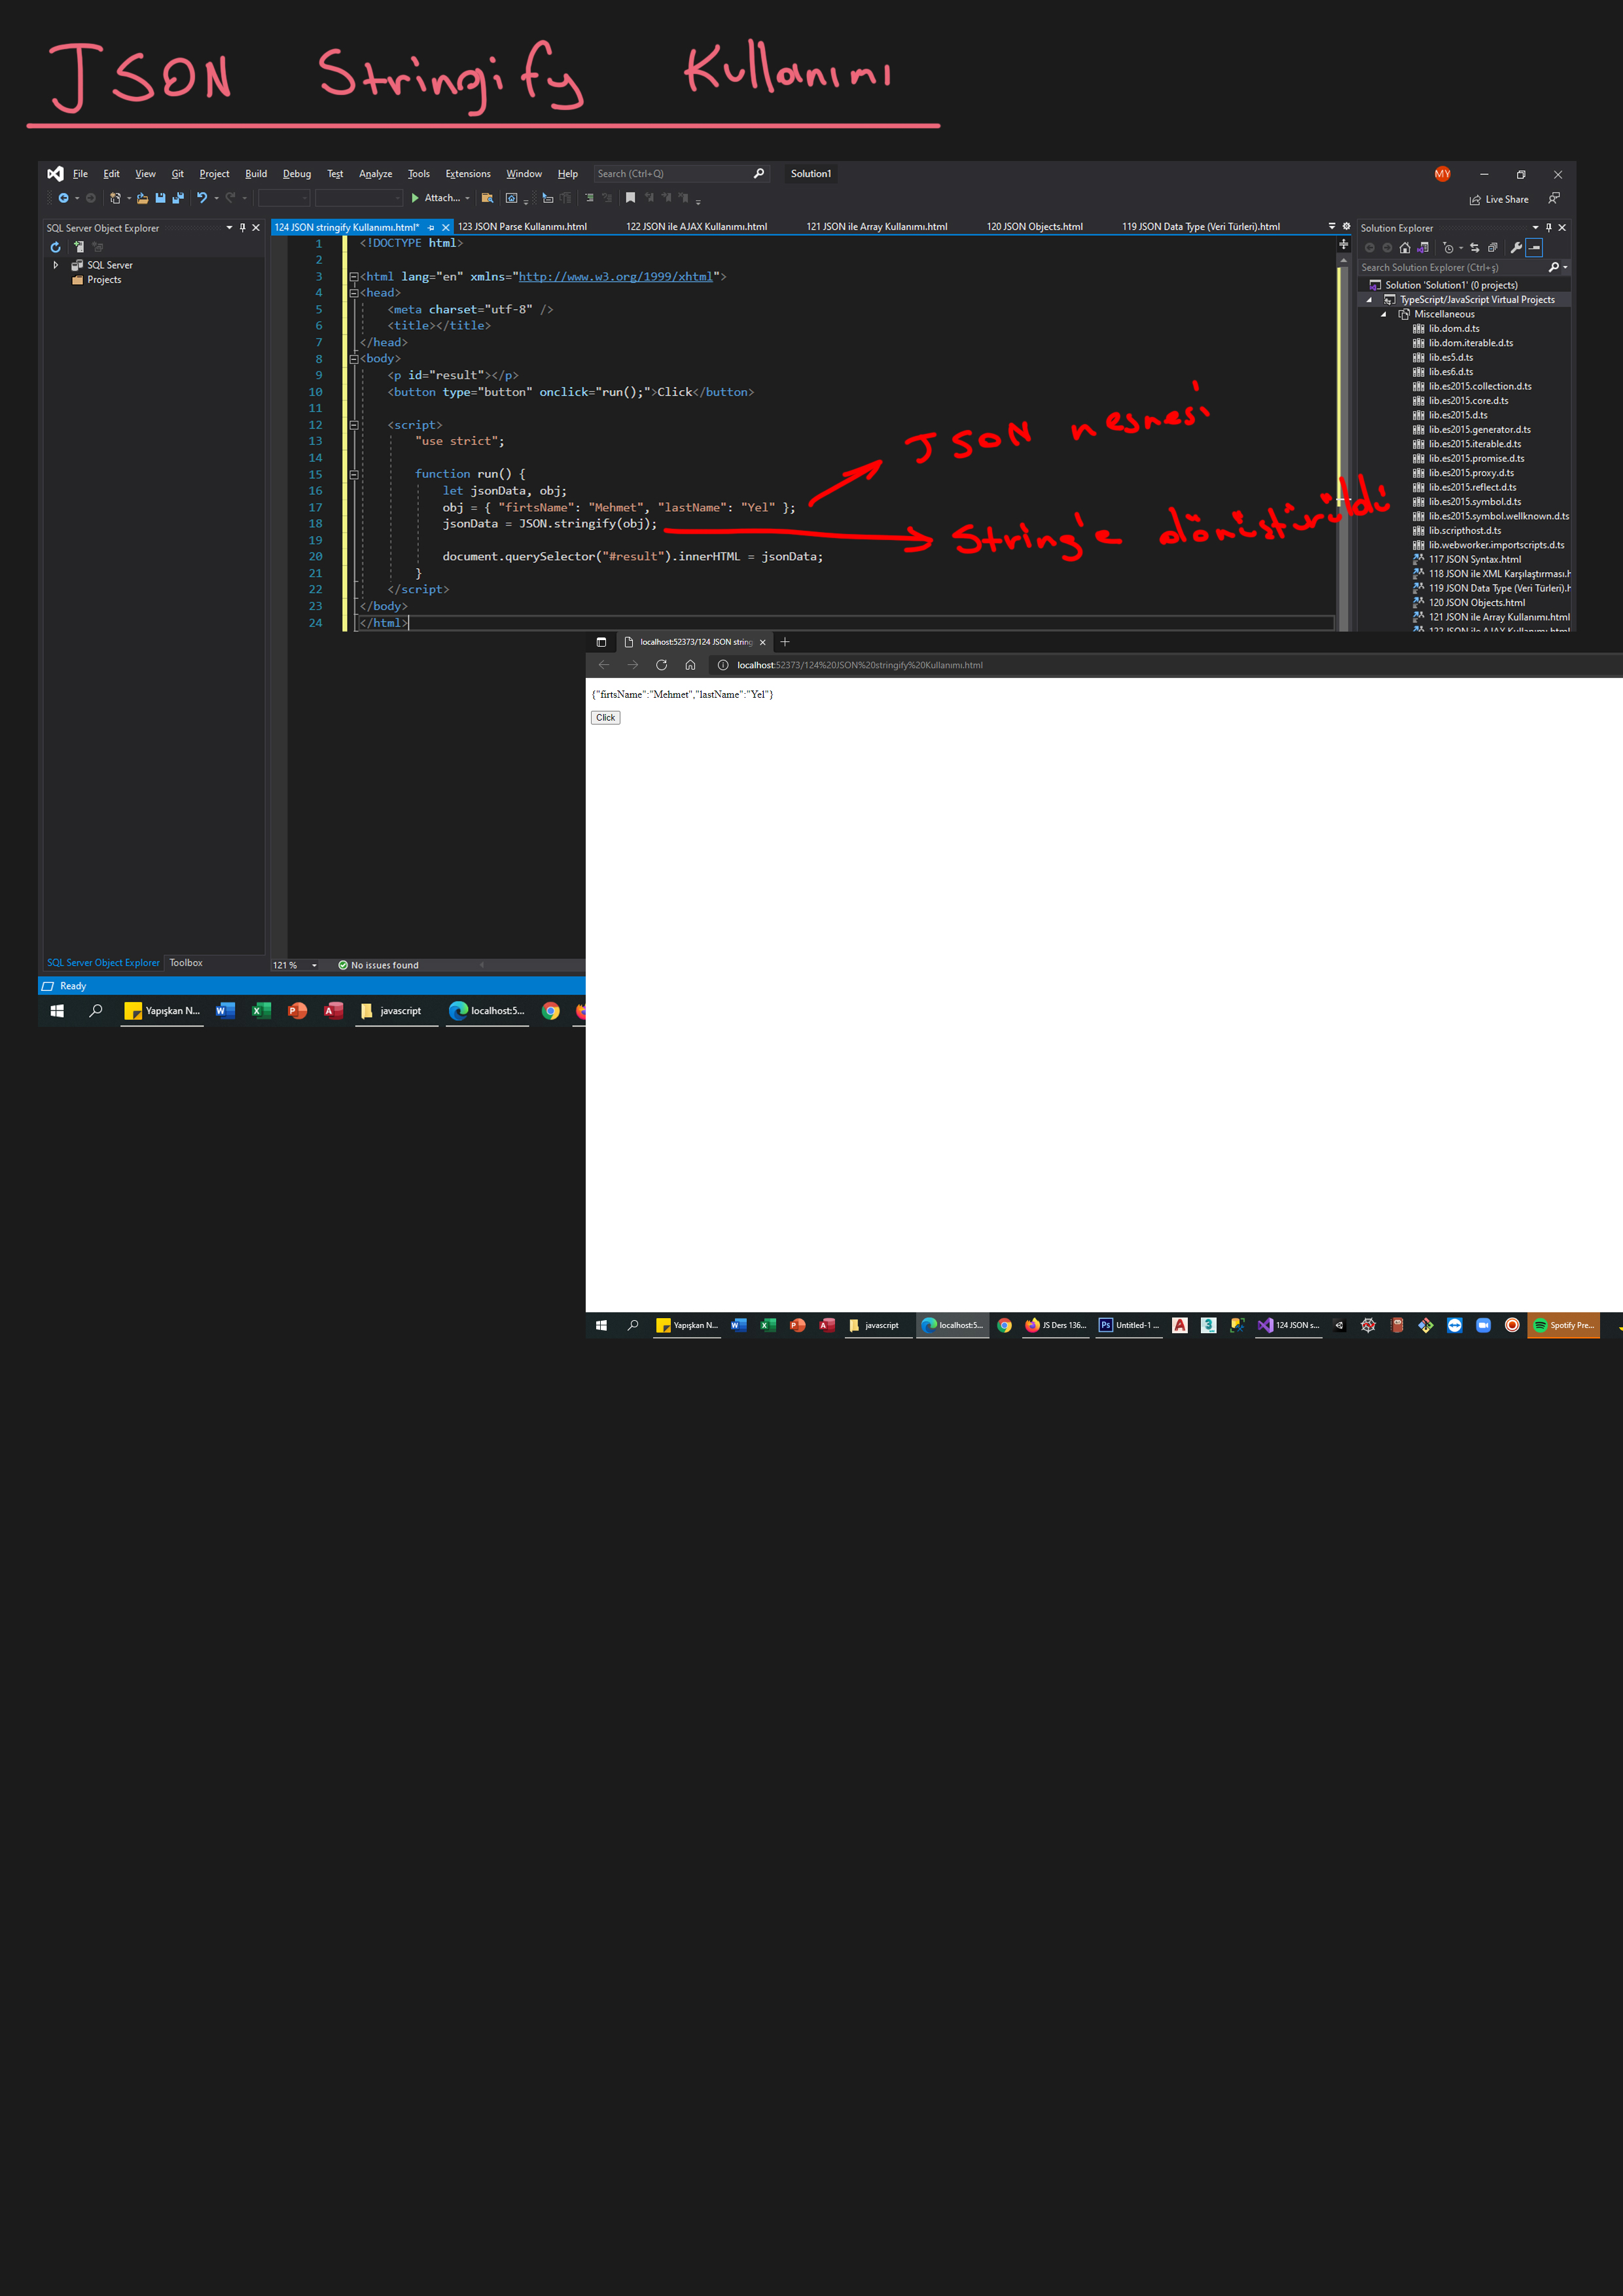 JSON Stringify Kullanımı
File Edit View Git Project Build Debug Test Analyze Tools Extensions Window Help Search (Ctrl+Q) Solution1 MY
Attach... Live Share
SQL Server Object Explorer
SQL Server
Projects
124 JSON stringify Kullanımı.html* 123 JSON Parse Kullanımı.html 122 JSON ile AJAX Kullanımı.html 121 JSON ile Array Kullanımı.html 120 JSON Objects.html 119 JSON Data Type (Veri Türleri).html
1 <!DOCTYPE html>
2
3 <html lang="en" xmlns="http://www.w3.org/1999/xhtml">
4 <head>
5 <meta charset="utf-8" />
6 <title></title>
7 </head>
8 <body>
9 <p id="result"></p>
10 <button type="button" onclick="run();">Click</button>
11
12 <script>
13 "use strict";
14
15 function run() {
16 let jsonData, obj;
17 obj = { "firtsName": "Mehmet", "lastName": "Yel" };
18 jsonData = JSON.stringify(obj);
19
20 document.querySelector("#result").innerHTML = jsonData;
21 }
22 </script>
23 </body>
24 </html>
JSON nesnesi
String'e dönüştürüldü
Solution Explorer
Search Solution Explorer (Ctrl+ş)
Solution 'Solution1' (0 projects)
TypeScript/JavaScript Virtual Projects
Miscellaneous
lib.dom.d.ts
lib.dom.iterable.d.ts
lib.es5.d.ts
lib.es6.d.ts
lib.es2015.collection.d.ts
lib.es2015.core.d.ts
lib.es2015.d.ts
lib.es2015.generator.d.ts
lib.es2015.iterable.d.ts
lib.es2015.promise.d.ts
lib.es2015.proxy.d.ts
lib.es2015.reflect.d.ts
lib.es2015.symbol.d.ts
lib.es2015.symbol.wellknown.d.ts
lib.scripthost.d.ts
lib.webworker.importscripts.d.ts
117 JSON Syntax.html
118 JSON ile XML Karşılaştırması.h
119 JSON Data Type (Veri Türleri).h
120 JSON Objects.html
121 JSON ile Array Kullanımı.html
122 JSON ile AJAX Kullanımı.html
localhost:52373/124 JSON string
localhost:52373/124%20JSON%20stringify%20Kullanımı.html
{"firtsName":"Mehmet","lastName":"Yel"}
Click
SQL Server Object Explorer Toolbox
121 % No issues found
Ready
Yapışkan N... javascript localhost:5...
Yapışkan N... javascript localhost:5... JS Ders 136... Untitled-1 ... 124 JSON s... Spotify Pre...